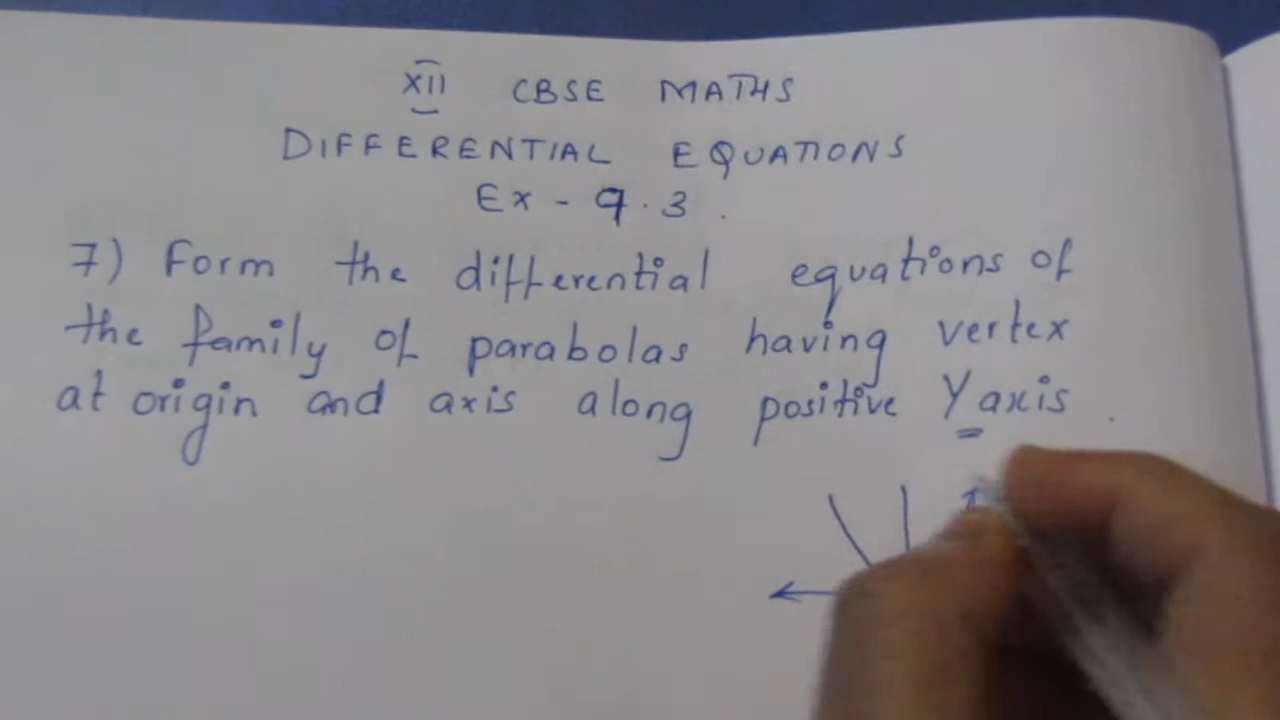 XII CBSE MATHS
DIFFERENTIAL EQUATIONS
Ex - 9.3.
7) Form the differential equations of
the family of parabolas having vertex
at origin and axis along positive Y axis.